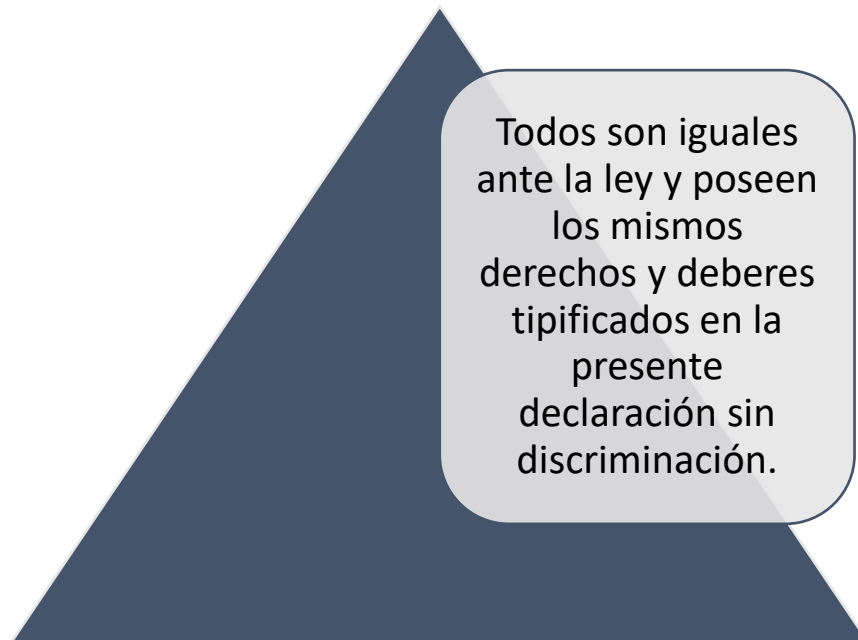 Todos son iguales
ante la ley y poseen
los mismos
derechos y deberes
tipificados en la
presente
declaración sin
discriminación.